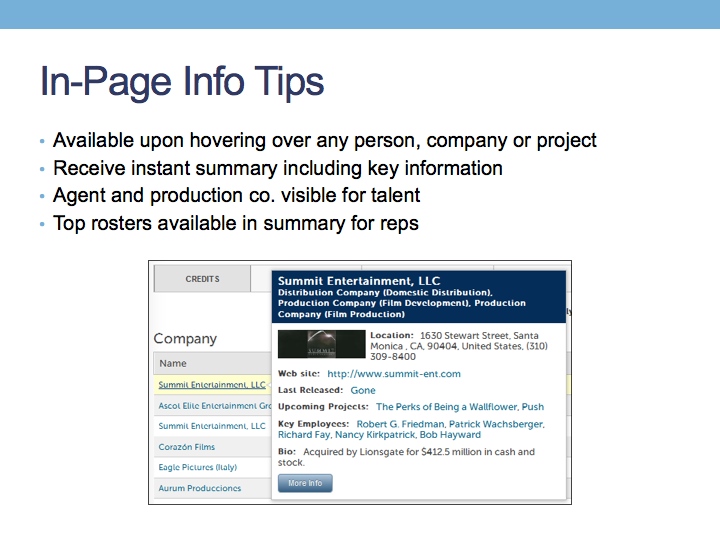 In-Page Info Tips
• Available upon hovering over any person, company or project
• Receive instant summary including key information
• Agent and production co. visible for talent
• Top rosters available in summary for reps
CREDITS
Summit Entertainment, LLC
Distribution Company (Domestic Distribution),
Production Company (Film Development), Production
Company (Film Production)
Company
Name
Summit Entertainment, LLC
Ascot Elite Entertainment Gro
Summit Entertainment, LLC
Corazón Films
Eagle Pictures (Italy)
Aurum Producciones
SUMMIT
Location: 1630 Stewart Street, Santa
Monica , CA, 90404, United States, (310)
309-8400
Web site: http://www.summit-ent.com
Last Released: Gone
Upcoming Projects: The Perks of Being a Wallflower, Push
Key Employees: Robert G. Friedman, Patrick Wachsberger,
Richard Fay, Nancy Kirkpatrick, Bob Hayward
Bio: Acquired by Lionsgate for $412.5 million in cash and
stock.
More Info